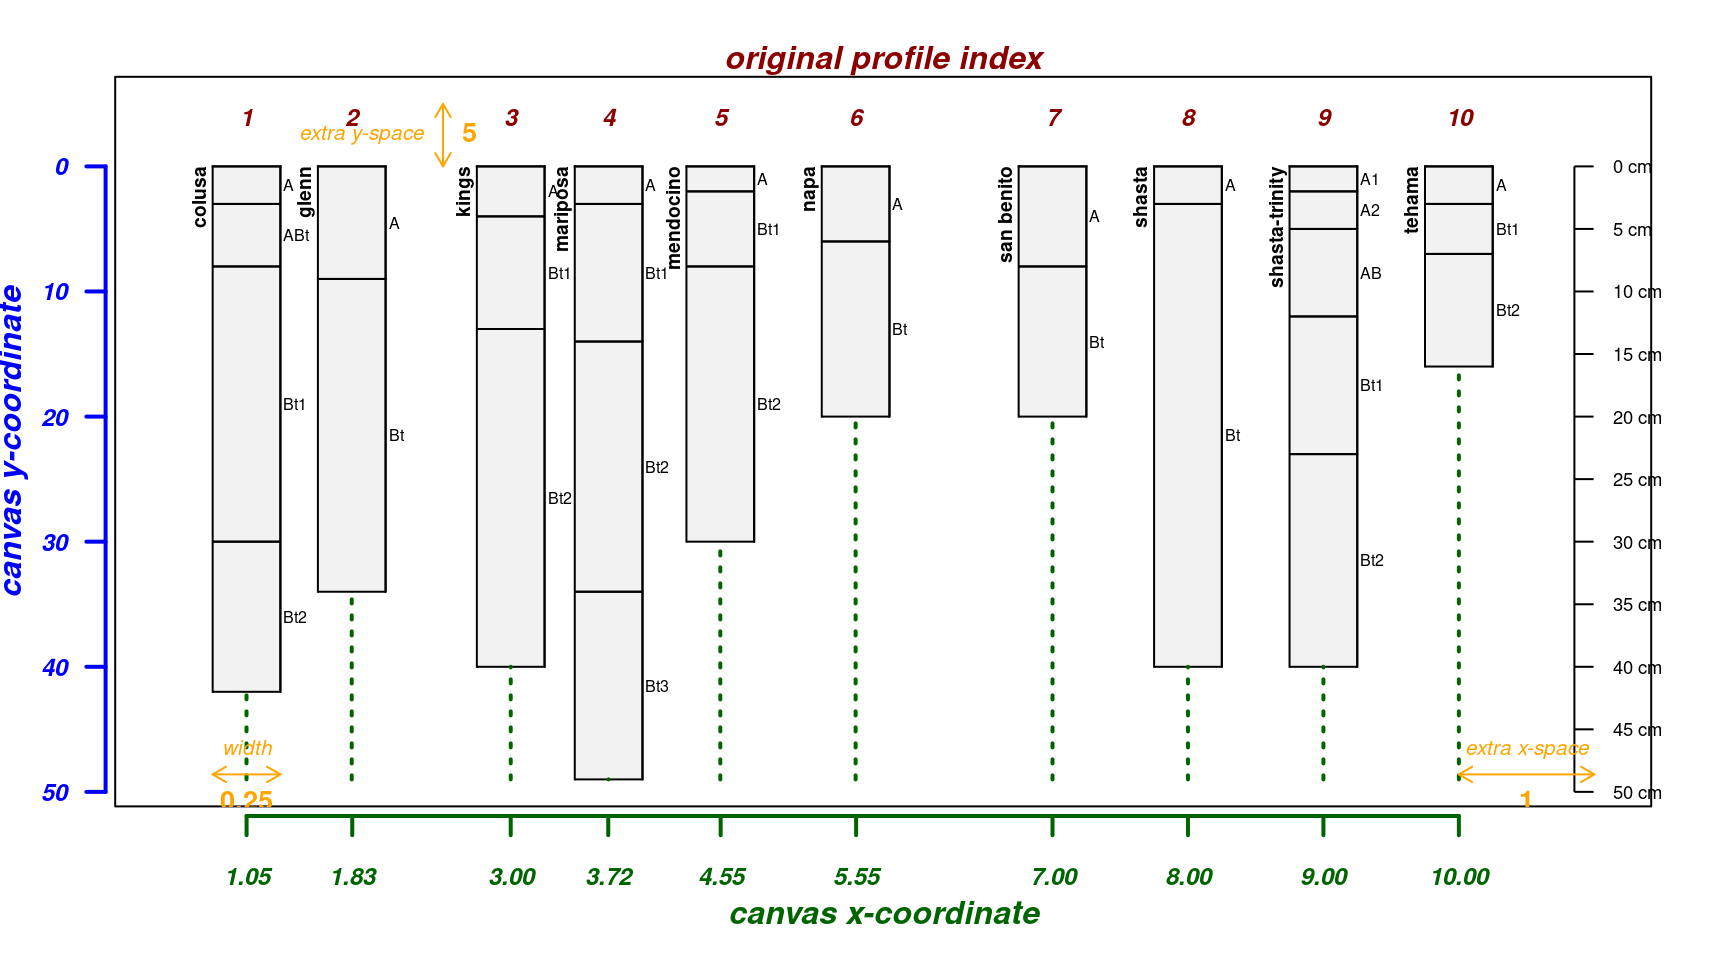 original profile index
1 2 3 4 5 6 7 8 9 10
extra y-space 5
canvas y-coordinate
0
10
20
30
40
50
colusa
A
ABt
Bt1
Bt2
glenn
A
Bt
kings
A
Bt1
Bt2
mariposa
A
Bt1
Bt2
Bt3
mendocino
A
Bt1
Bt2
napa
A
Bt
san benito
A
Bt
shasta
A
Bt
shasta-trinity
A1
A2
AB
Bt1
Bt2
tehama
A
Bt1
Bt2
0 cm
5 cm
10 cm
15 cm
20 cm
25 cm
30 cm
35 cm
40 cm
45 cm
50 cm
width
0.25
extra x-space
1
1.05 1.83 3.00 3.72 4.55 5.55 7.00 8.00 9.00 10.00
canvas x-coordinate